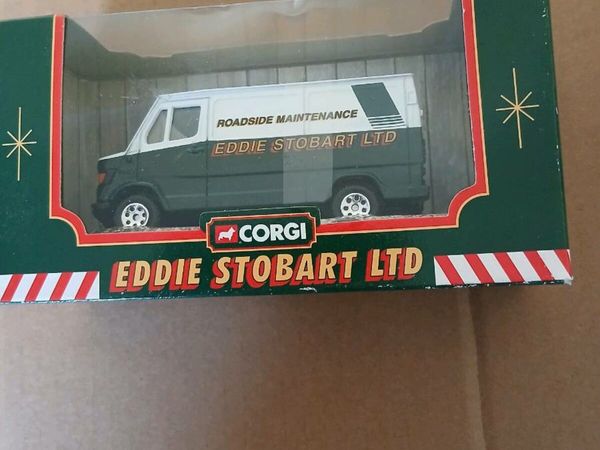 ROADSIDE MAINTENANCE
EDDIE STOBART LTD
CORGI
EDDIE STOBART LTD